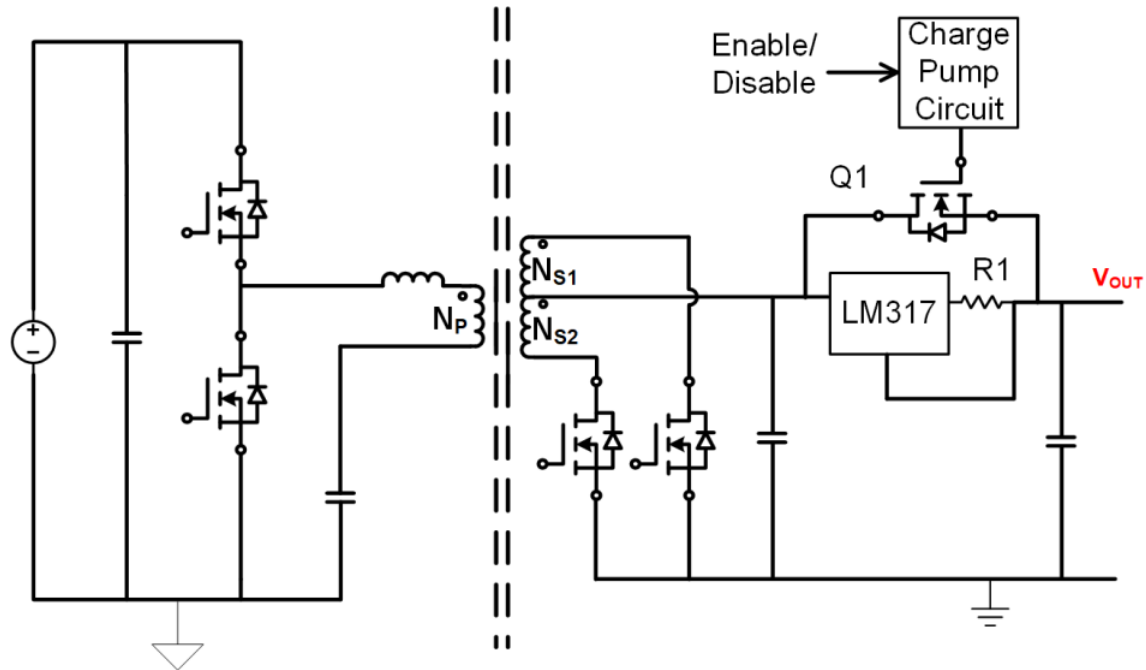 Enable/
Disable
Charge
Pump
Circuit
Q1
NS1
R1
VOUT
NP
NS2
LM317